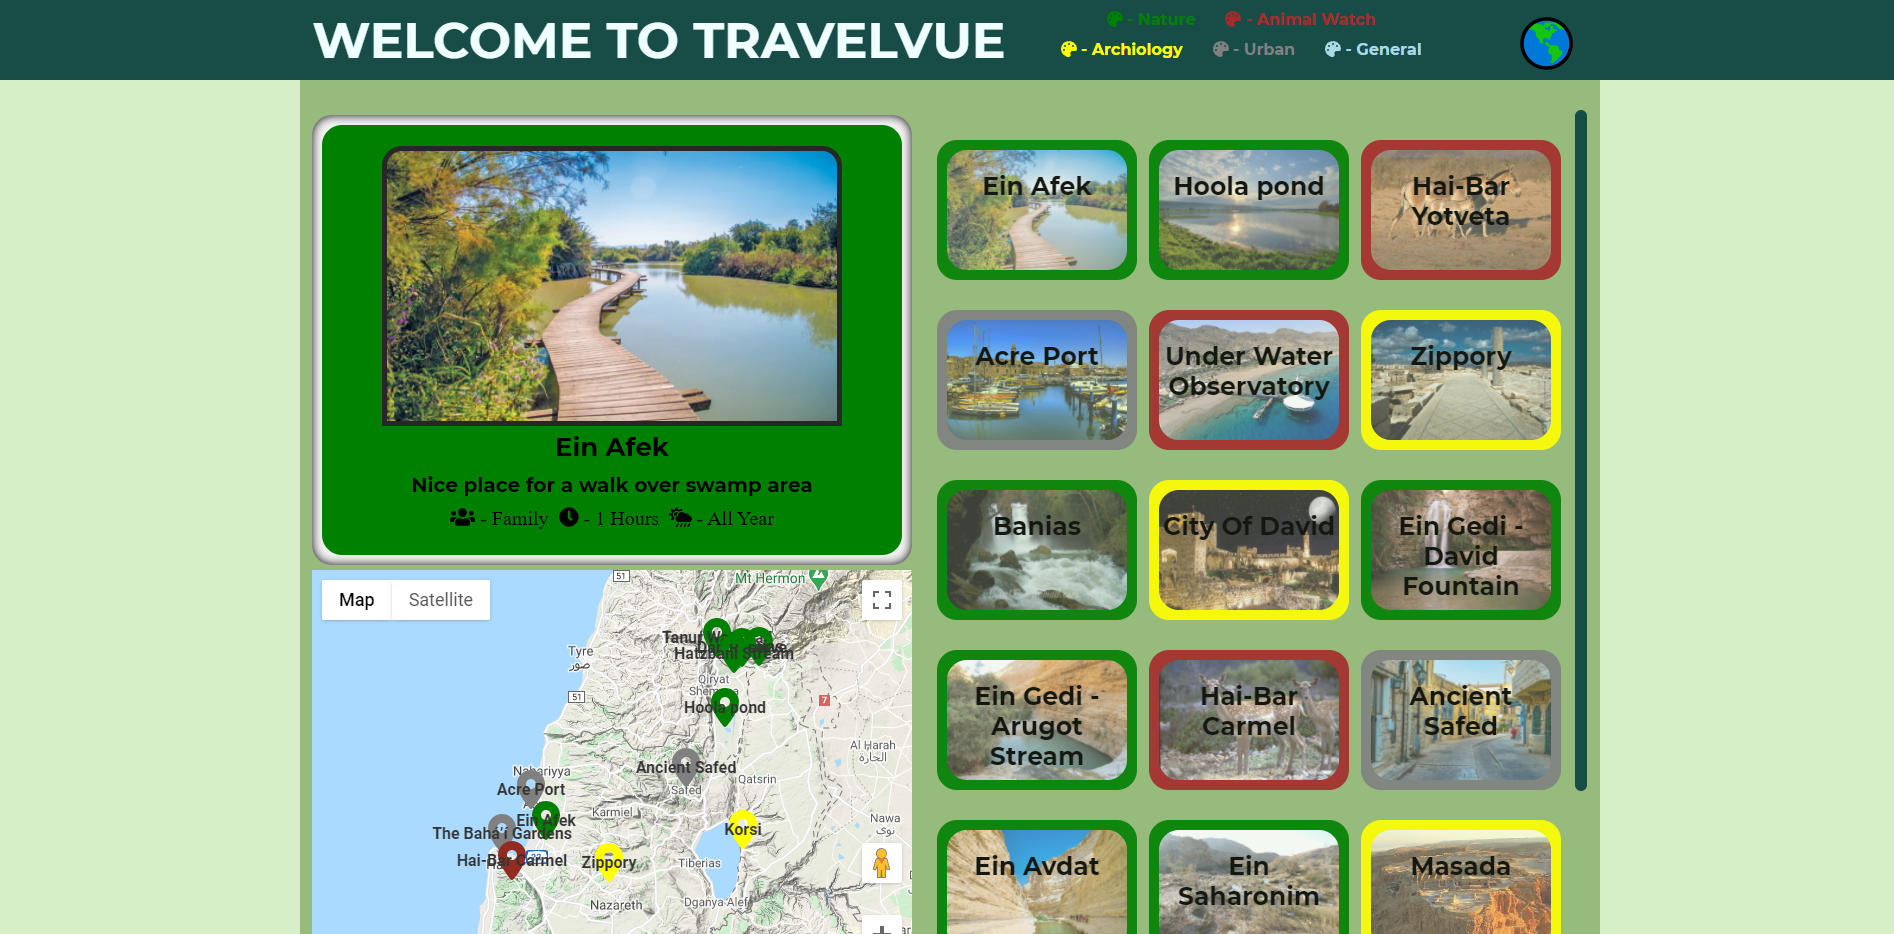 WELCOME TO TRAVELVUE
- Nature
- Animal Watch
- Archiology
- Urban
- General
Ein Afek
Nice place for a walk over swamp area
- Family
- 1 Hours
- All Year
Ein Afek
Hoola pond
Hai-Bar
Yotveta
Acre Port
Under Water
Observatory
Zippory
Banias
City Of David
Ein Gedi -
David
Fountain
Ein Gedi -
Arugot
Stream
Hai-Bar
Carmel
Ancient
Safed
Ein Avdat
Ein
Saharonim
Masada
Map
Satellite
51
Mt Hermon
Tyre
صور
Hatzbani Stream
Qiryat
51
7
Hoola pond
Al Harah
الحارة
Ancient Safed
Safed
Qatsrin
Nahariyya
Acre Port
Karmiel
Ein Afek
The Bahá'í Gardens
Korsi
Nawa
نوى
Hai-Bar Carmel
Zippory
Tiberias
Nazareth
Dganya Alef